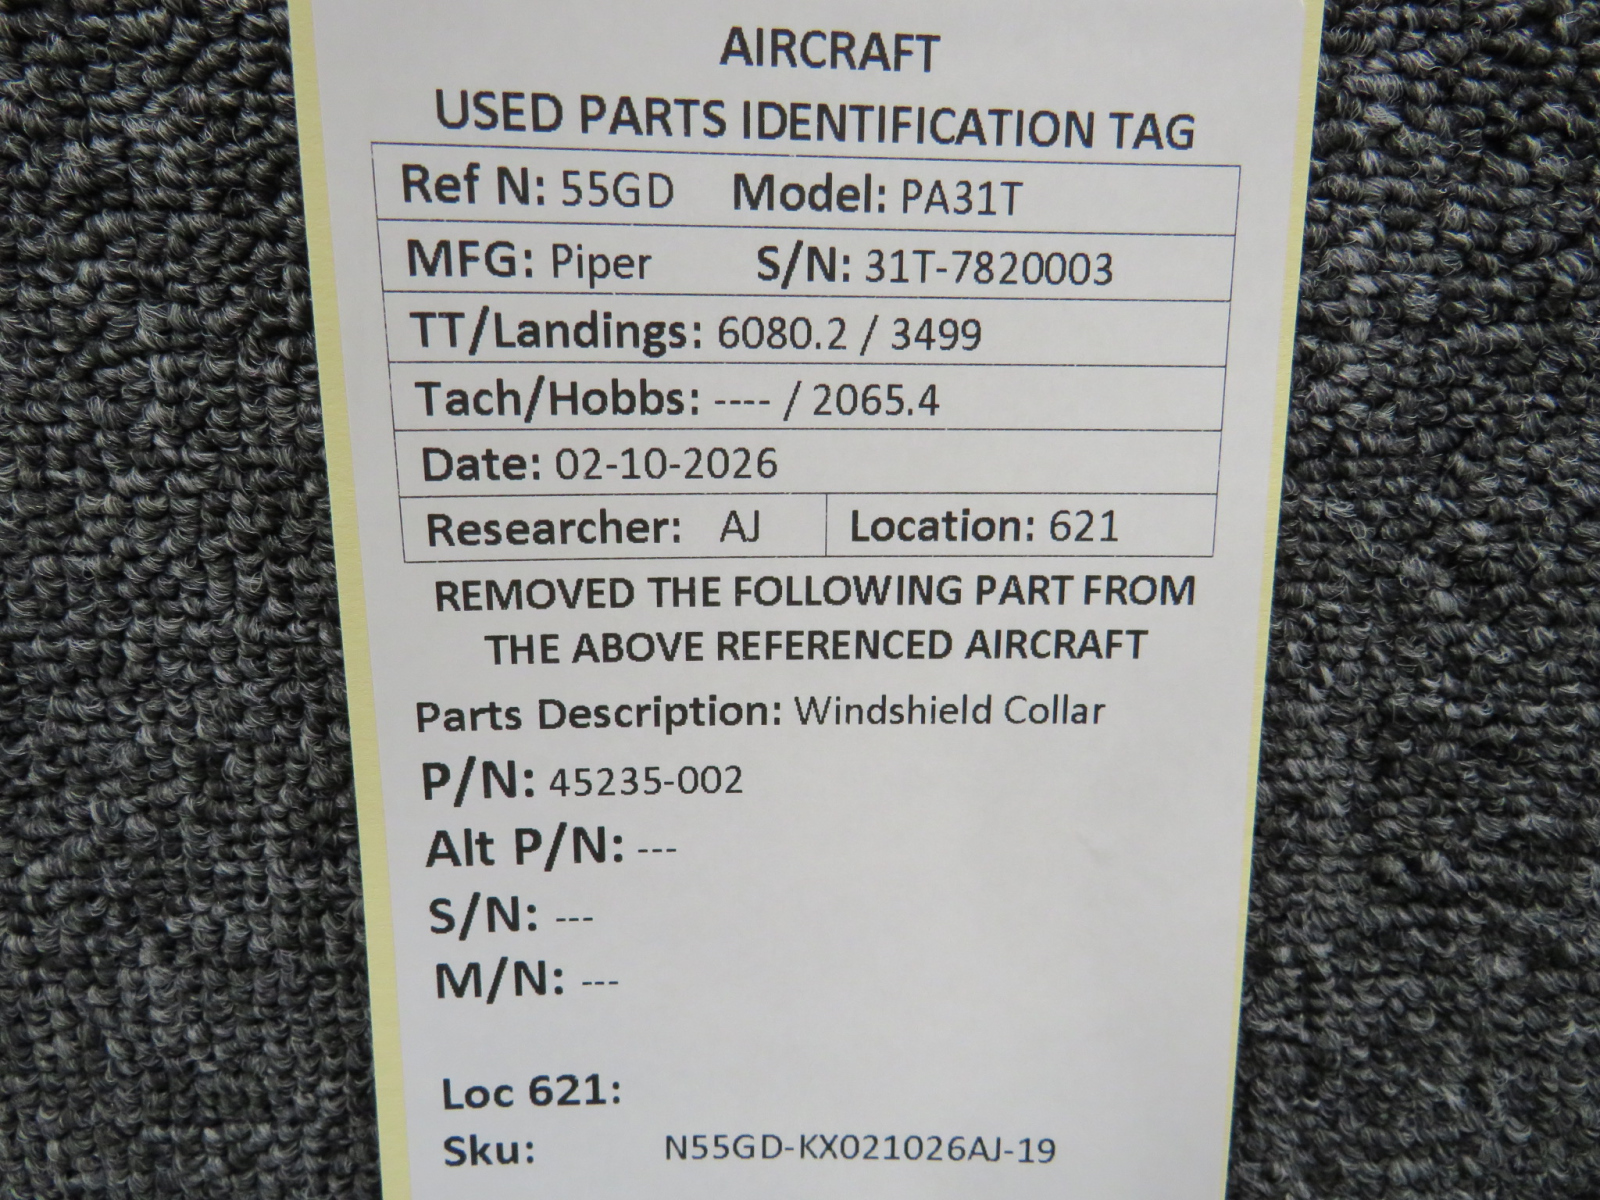 AIRCRAFT
USED PARTS IDENTIFICATION TAG
Ref N: 55GD Model: PA31T
MFG: Piper S/N: 31T-7820003
TT/Landings: 6080.2 / 3499
Tach/Hobbs: ---- / 2065.4
Date: 02-10-2026
Researcher: AJ Location: 621
REMOVED THE FOLLOWING PART FROM
THE ABOVE REFERENCED AIRCRAFT
Parts Description: Windshield Collar
P/N: 45235-002
Alt P/N: ---
S/N: ---
M/N: ---
Loc 621:
Sku: N55GD-KX021026AJ-19